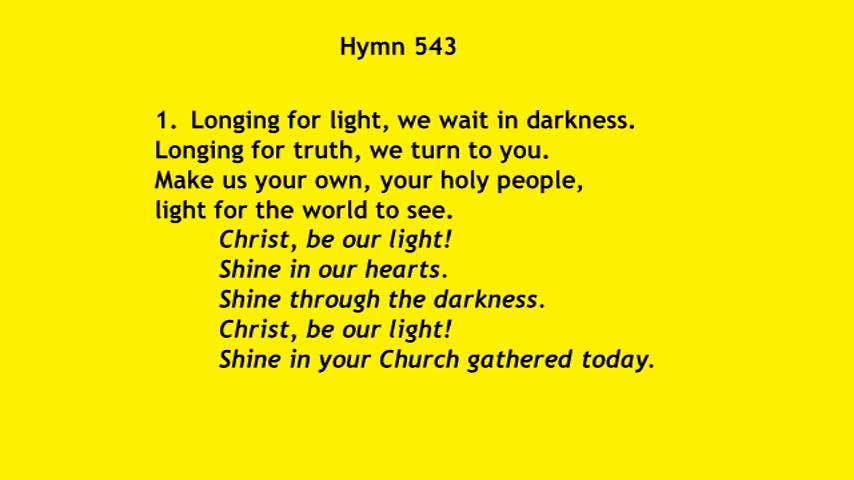 Hymn 543
1. Longing for light, we wait in darkness.
Longing for truth, we turn to you.
Make us your own, your holy people,
light for the world to see.
Christ, be our light!
Shine in our hearts.
Shine through the darkness.
Christ, be our light!
Shine in your Church gathered today.